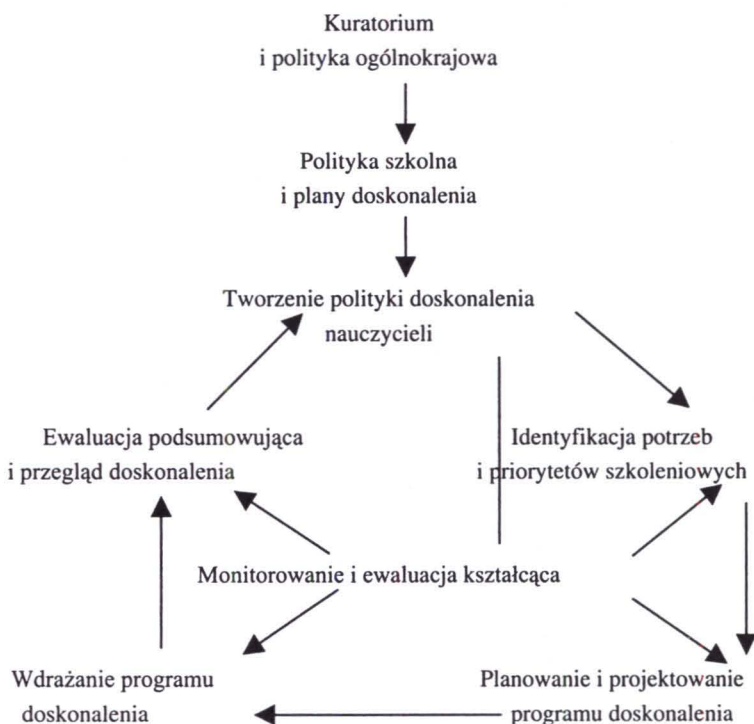 Kuratorium
i polityka ogólnokrajowa
Polityka szkolna
i plany doskonalenia
Tworzenie polityki doskonalenia
nauczycieli
Ewaluacja podsumowująca
i przegląd doskonalenia
Identyfikacja potrzeb
i priorytetów szkoleniowych
Monitorowanie i ewaluacja kształcąca
Wdrażanie programu
doskonalenia
Planowanie i projektowanie
programu doskonalenia